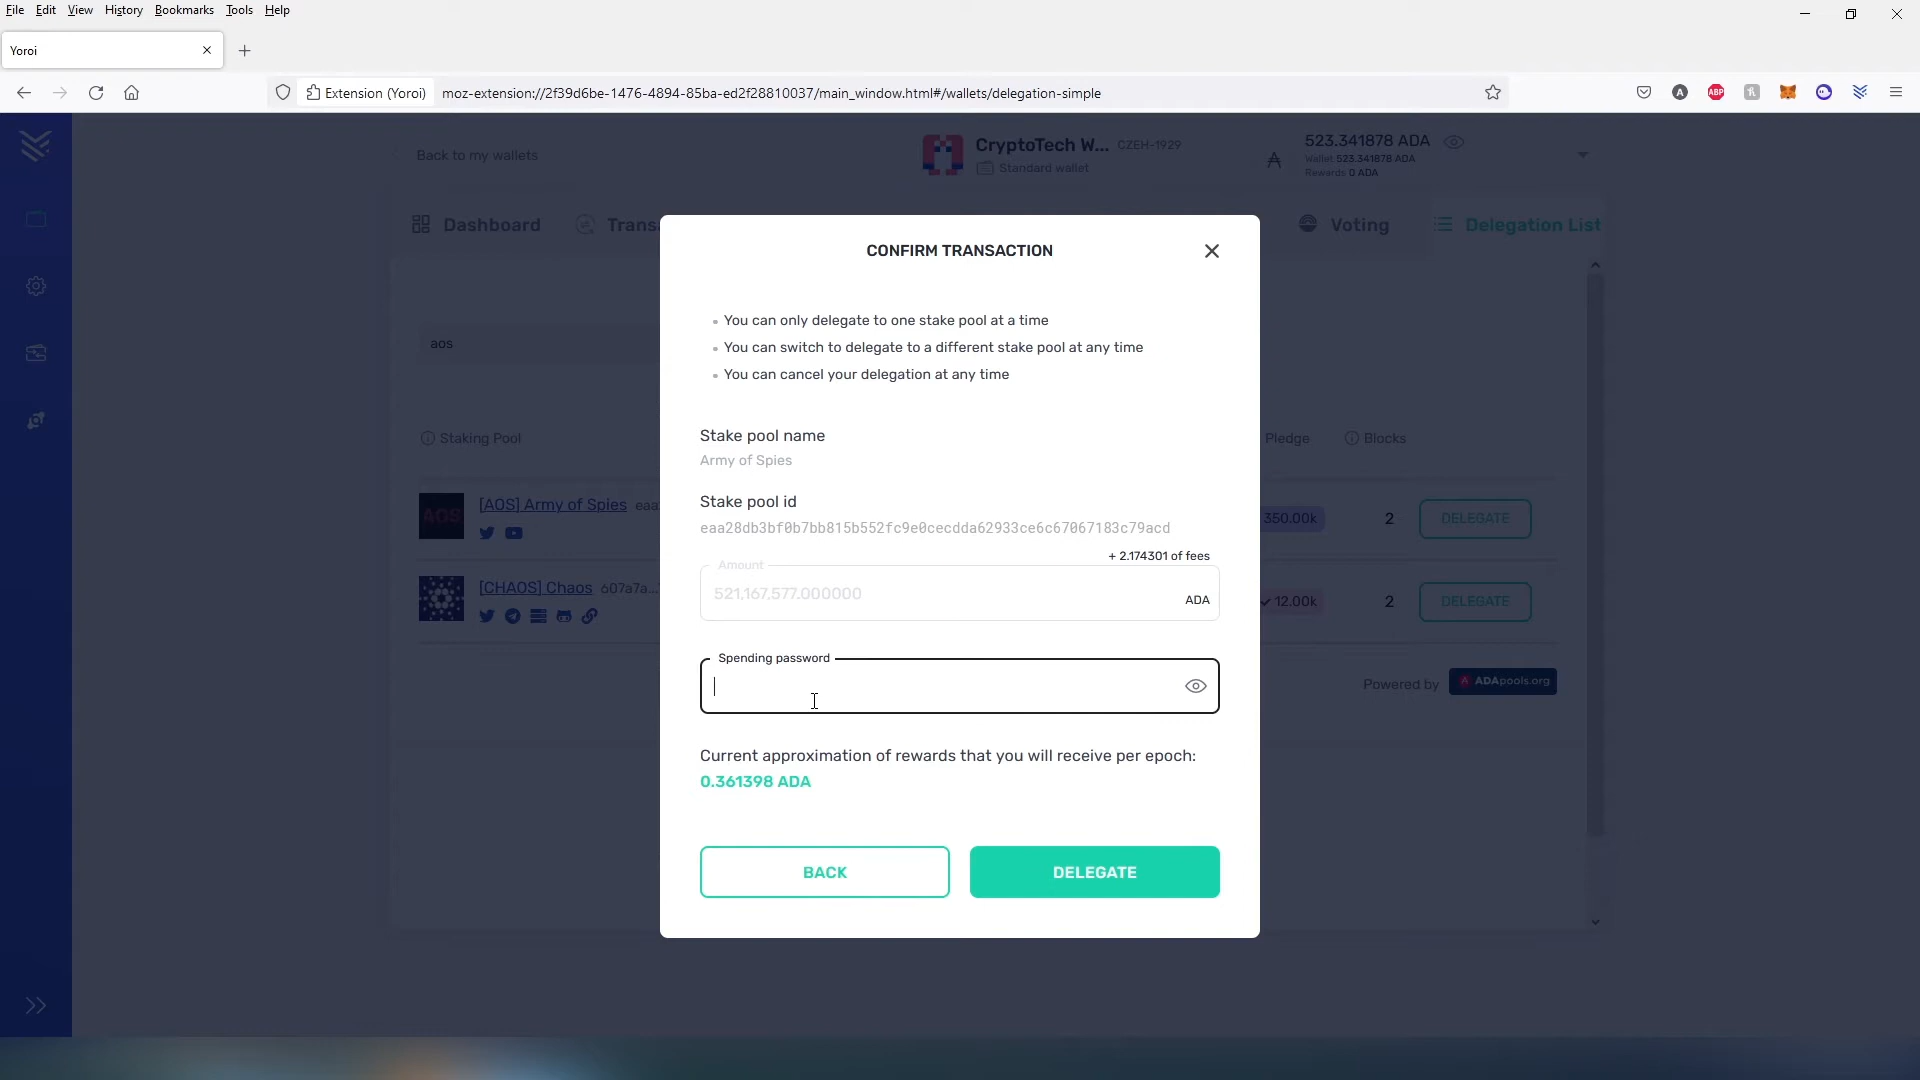 File Edit View History Bookmarks Tools Help
Yoroi
Extension (Yoroi) moz-extension://2f39d6be-1476-4894-85ba-ed2f28810037/main_window.html#/wallets/delegation-simple
ABP
Back to my wallets
CryptoTech W... CZEH-1929
Standard wallet
523.341878 ADA
Wallet 523.341878 ADA
Rewards 0 ADA
Dashboard
Voting
Delegation List
CONFIRM TRANSACTION
You can only delegate to one stake pool at a time
You can switch to delegate to a different stake pool at any time
You can cancel your delegation at any time
aos
Staking Pool
Pledge
Blocks
Stake pool name
Army of Spies
Stake pool id
eaa28db3bf0b7bb815b552fc9e0cecdda62933ce6c67067183c79acd
AOS
[AOS] Army of Spies
350.00k
2
DELEGATE
+ 2.174301 of fees
Amount
521,167,577.000000
ADA
[CHAOS] Chaos 607a7a...
12.00k
2
DELEGATE
Spending password
Powered by ADApools.org
Current approximation of rewards that you will receive per epoch:
0.361398 ADA
BACK
DELEGATE